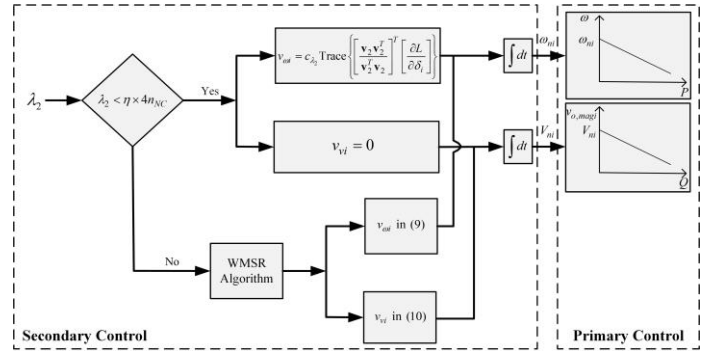 λ₂
λ₂ < η × 4n_NC
Yes
No
v_ωi = c_λ₂ Trace { [ v₂v₂ᵀ / v₂ᵀv₂ ]ᵀ [ ∂L / ∂δ_i ] }
v_vi = 0
WMSR
Algorithm
v_ωi in (9)
v_vi in (10)
∫ dt
ω_ni
∫ dt
V_ni
ω
ω_ni
P
v_o,magi
V_ni
Q
Secondary Control
Primary Control